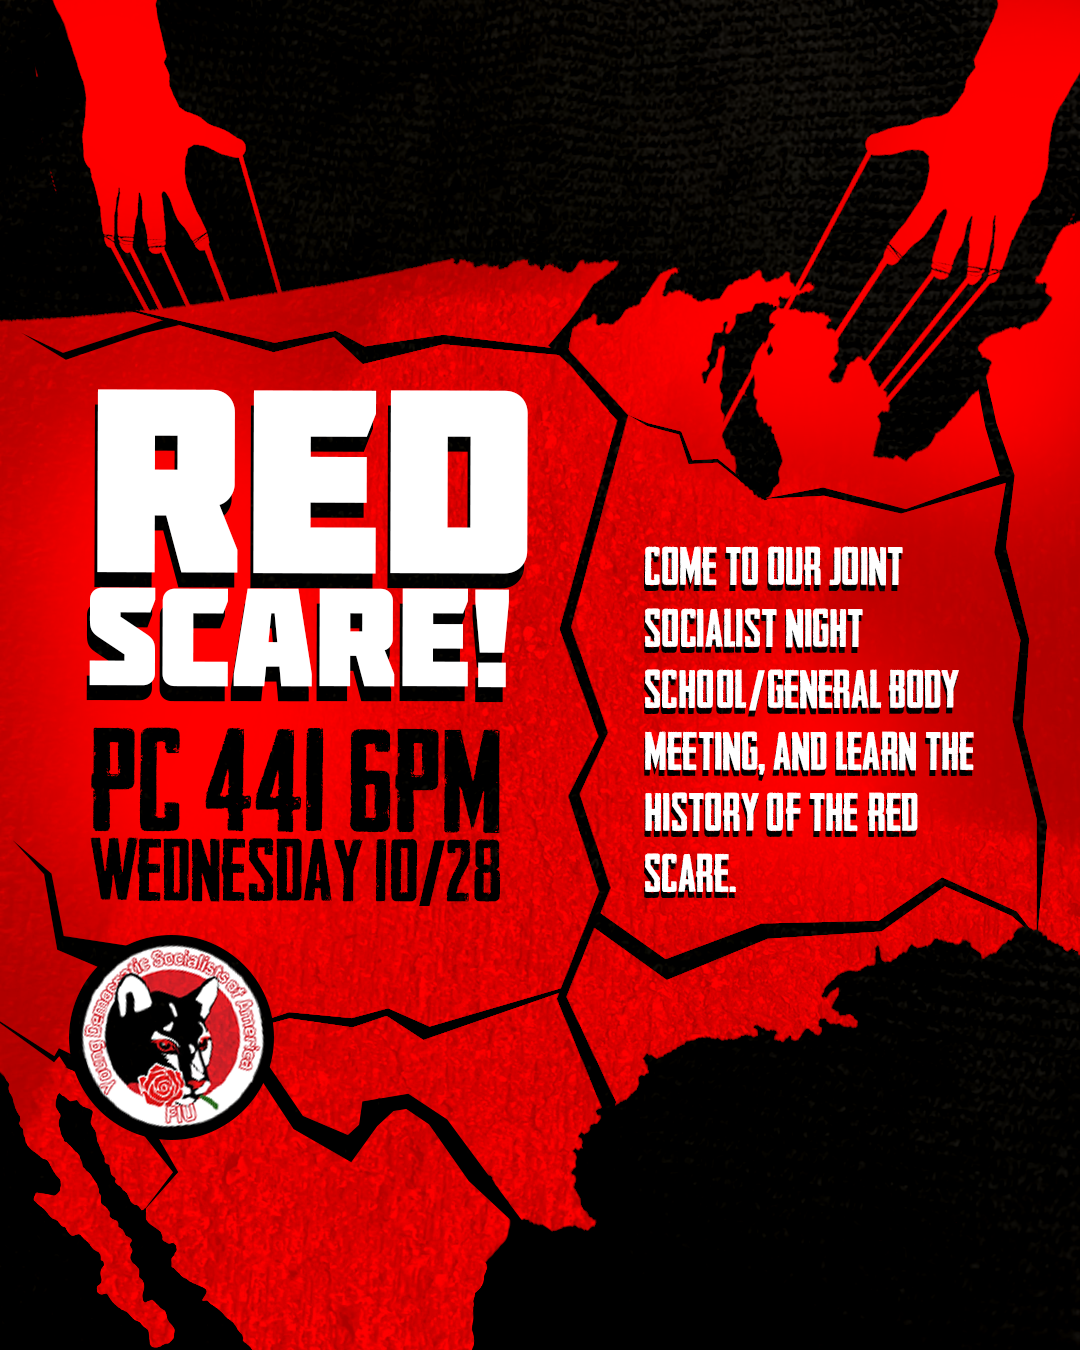 RED
SCARE!
PC 441 6PM
WEDNESDAY 10/28
COME TO OUR JOINT
SOCIALIST NIGHT
SCHOOL/GENERAL BODY
MEETING, AND LEARN THE
HISTORY OF THE RED
SCARE.
Young Democratic Socialists of America
FIU